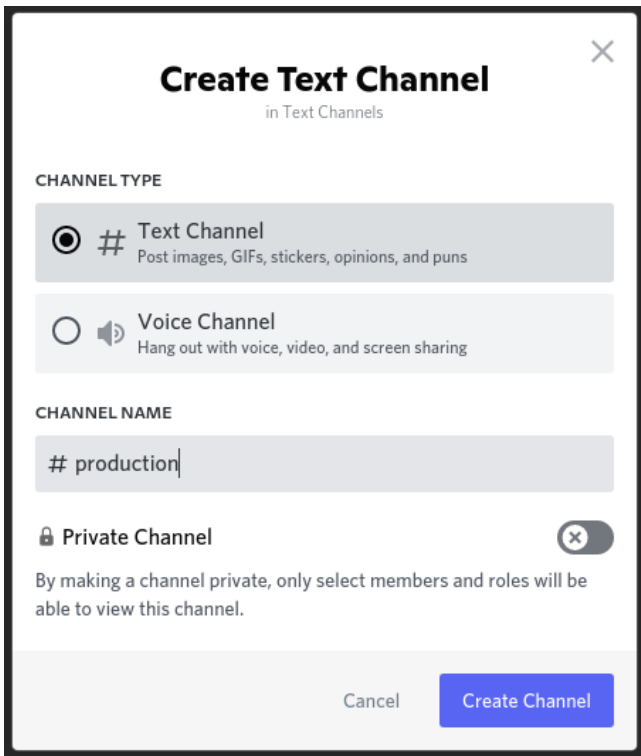 Create Text Channel
in Text Channels
CHANNEL TYPE
# Text Channel
Post images, GIFs, stickers, opinions, and puns
Voice Channel
Hang out with voice, video, and screen sharing
CHANNEL NAME
# production
Private Channel
By making a channel private, only select members and roles will be
able to view this channel.
Cancel Create Channel